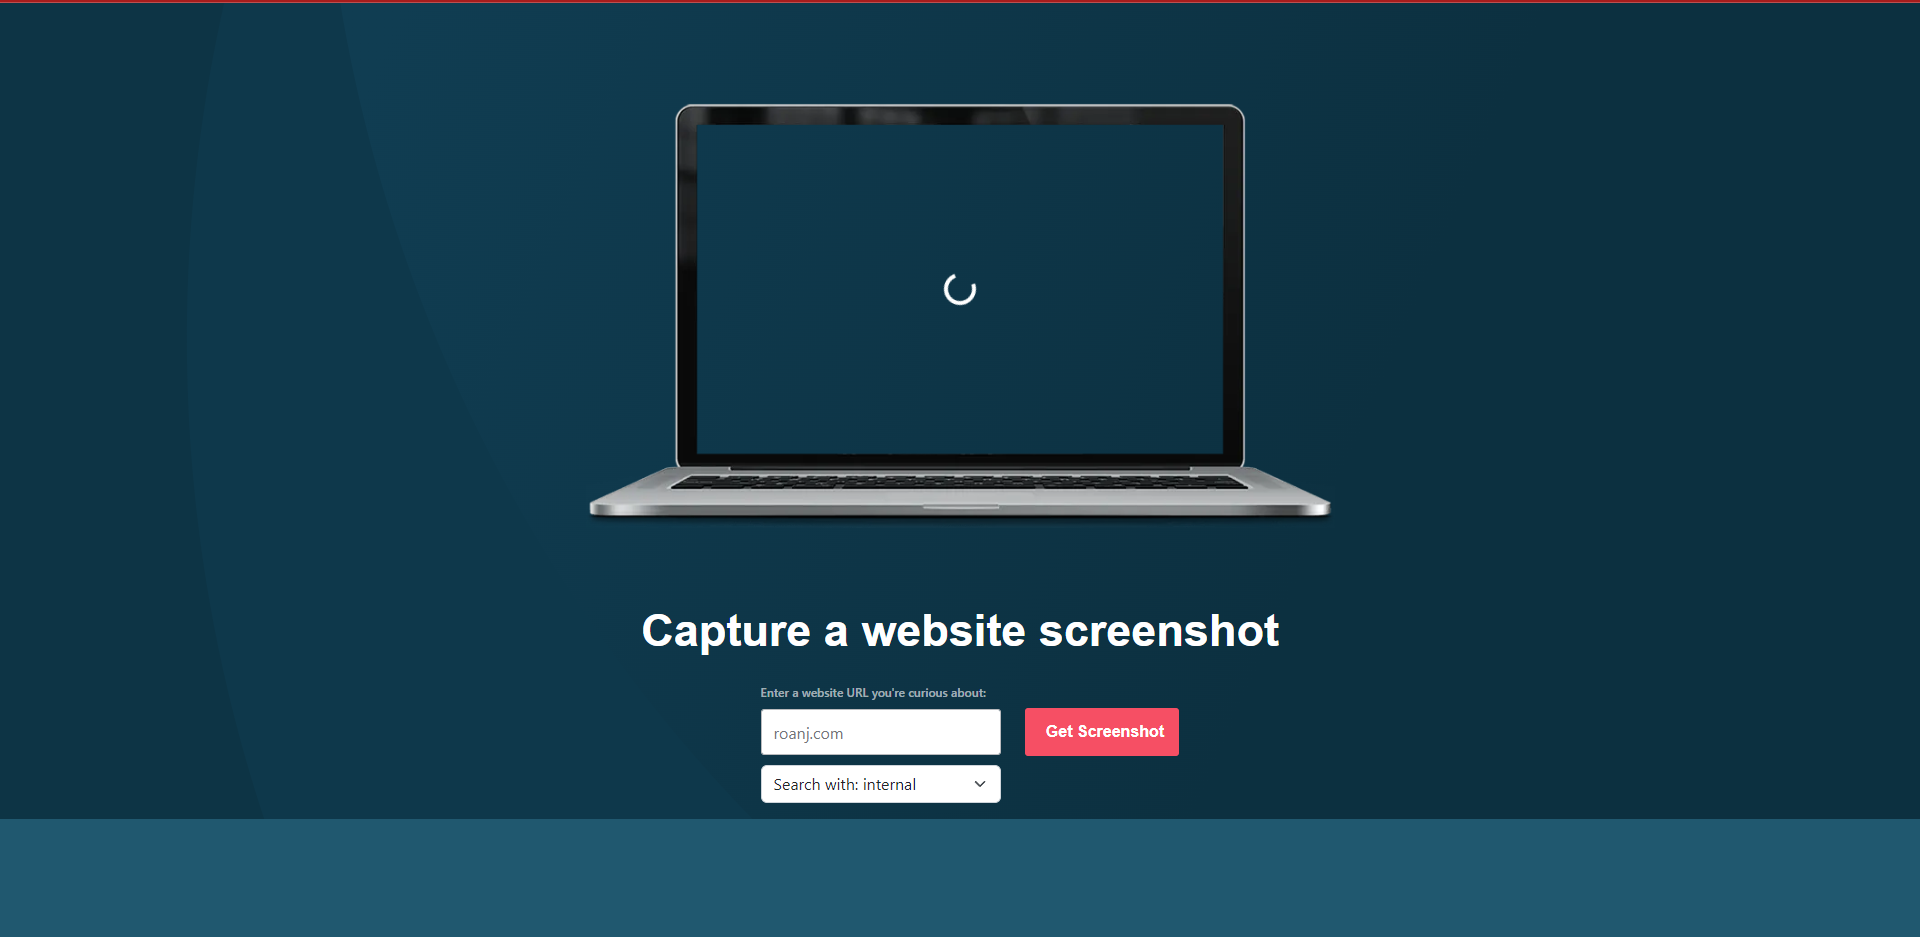 Capture a website screenshot
Enter a website URL you're curious about:
roanj.com
Get Screenshot
Search with: internal